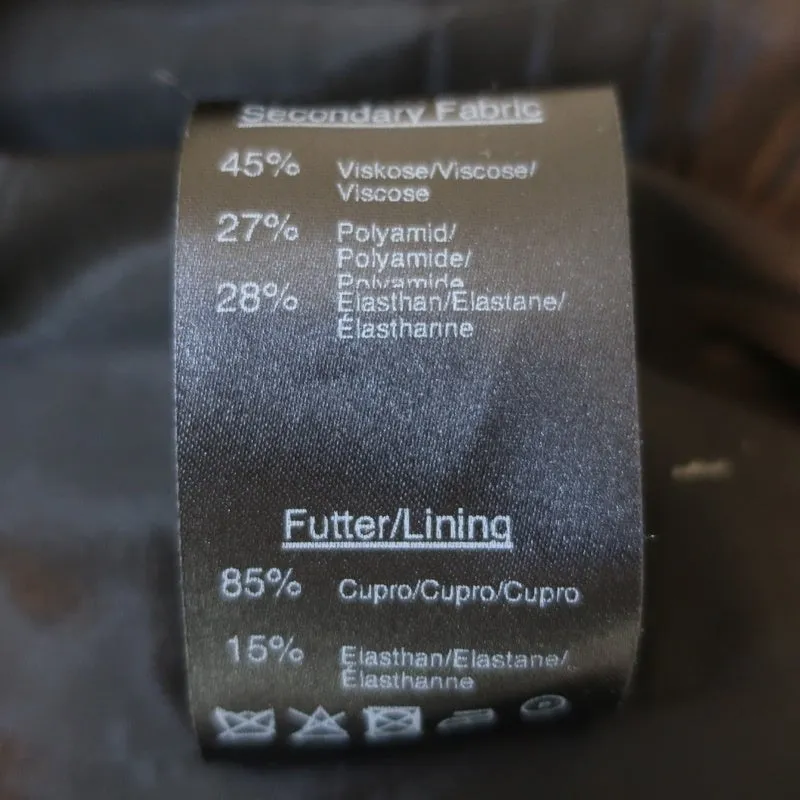 Secondary Fabric
45% Viskose/Viscose/
Viscose
27% Polyamid/
Polyamide/
Polyamide
28% Elasthan/Elastane/
Élasthanne
Futter/Lining
85% Cupro/Cupro/Cupro
15% Elasthan/Elastane/
Élasthanne